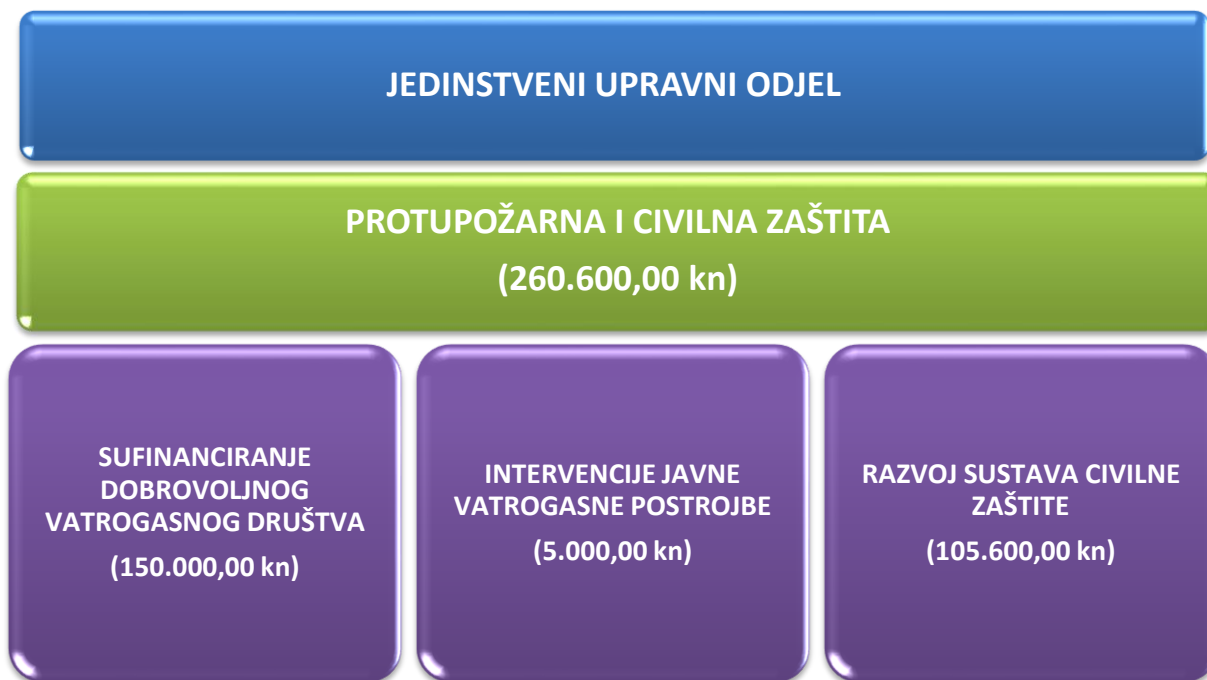 JEDINSTVENI UPRAVNI ODJEL
PROTUPOŽARNA I CIVILNA ZAŠTITA
(260.600,00 kn)
SUFINANCIRANJE
DOBROVOLJNOG
VATROGASNOG DRUŠTVA
(150.000,00 kn)
INTERVENCIJE JAVNE
VATROGASNE POSTROJBE
(5.000,00 kn)
RAZVOJ SUSTAVA CIVILNE
ZAŠTITE
(105.600,00 kn)